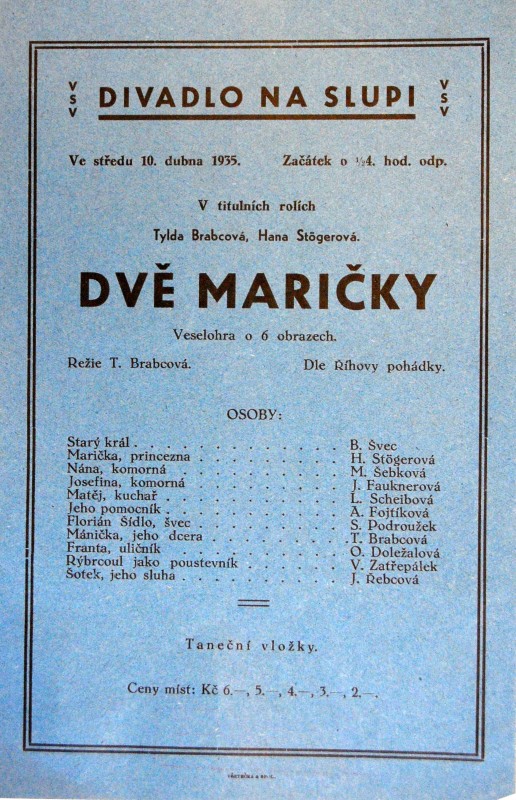 VSV DIVADLO NA SLUPI VSV
Ve středu 10. dubna 1935. Začátek o ½4. hod. odp.
V titulních rolích
Tylda Brabcová, Hana Stögerová.
DVĚ MARIČKY
Veselohra o 6 obrazech.
Režie T. Brabcová. Dle Říhovy pohádky.
OSOBY:
Starý král . . . . . . . . . . . . B. Švec
Marička, princezna . . . . . . . . . H. Stögerová
Nána, komorná . . . . . . . . . . M. Šebková
Josefina, komorná . . . . . . . . . J. Fauknerová
Matěj, kuchař . . . . . . . . . . L. Scheibová
Jeho pomocník . . . . . . . . . . A. Fojtíková
Florián Šídlo, švec . . . . . . . . . S. Podroužek
Mánička, jeho dcera . . . . . . . . T. Brabcová
Franta, uličník . . . . . . . . . . O. Doležalová
Rýbrcoul jako poustevník . . . . . . V. Zatřepálek
Šotek, jeho sluha . . . . . . . . . J. Řebcová
Taneční vložky.
Ceny míst: Kč 6.—, 5.—, 4.—, 3.—, 2.—.